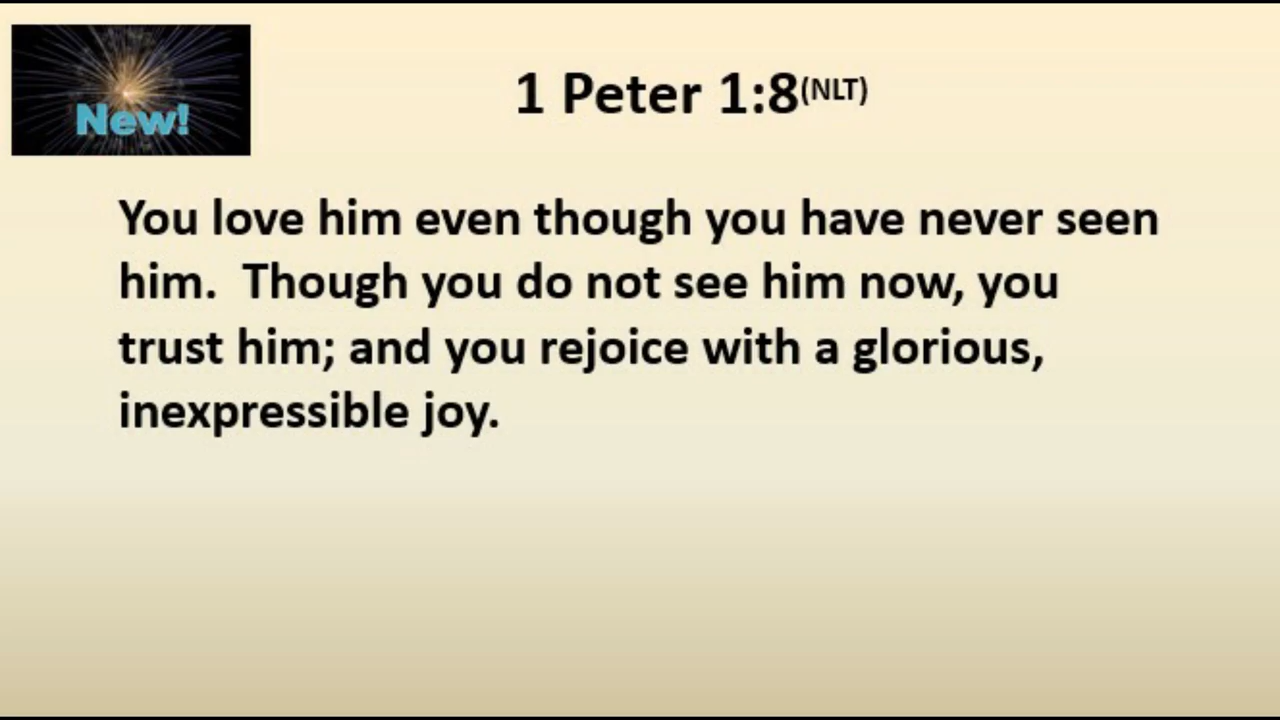 New!
1 Peter 1:8(NLT)
You love him even though you have never seen
him.  Though you do not see him now, you
trust him; and you rejoice with a glorious,
inexpressible joy.